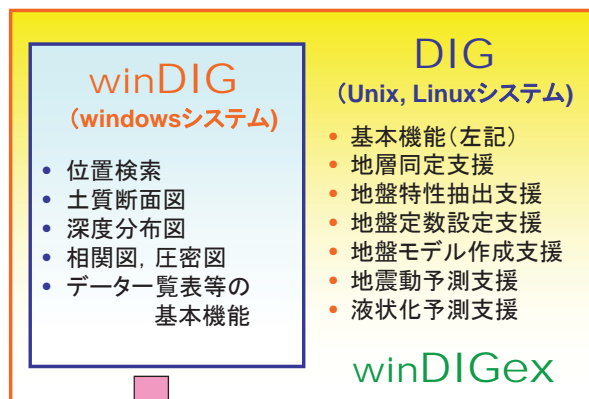 winDIG
（windowsシステム)
• 位置検索
• 土質断面図
• 深度分布図
• 相関図，圧密図
• データ一覧表等の
基本機能
DIG
（Unix, Linuxシステム)
• 基本機能（左記）
• 地層同定支援
• 地盤特性抽出支援
• 地盤定数設定支援
• 地盤モデル作成支援
• 地震動予測支援
• 液状化予測支援
winDIGex